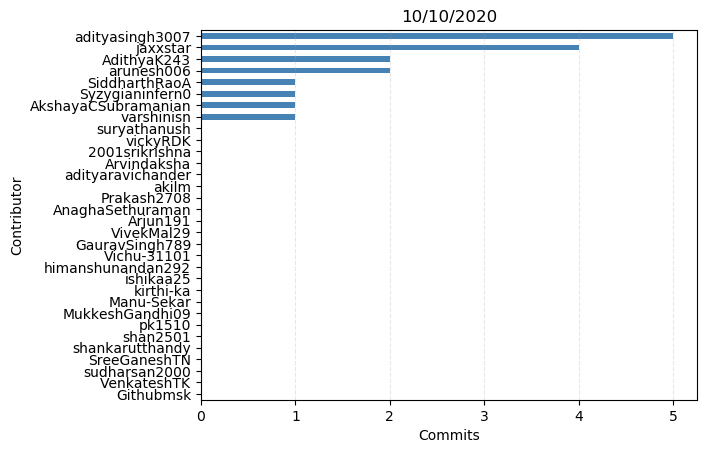 10/10/2020
adityasingh3007
jaxxstar
AdithyaK243
arunesh006
SiddharthRaoA
Syzygianinfern0
AkshayaCSubramanian
varshinisn
suryathanush
vickyRDK
2001srikrishna
Arvindaksha
adityaravichander
akilm
Prakash2708
AnaghaSethuraman
Arjun191
VivekMal29
GauravSingh789
Vichu-31101
himanshunandan292
ishikaa25
kirthi-ka
Manu-Sekar
MukkeshGandhi09
pk1510
shan2501
shankarutthandy
SreeGaneshTN
sudharsan2000
VenkateshTK
Githubmsk
Contributor
0 1 2 3 4 5
Commits